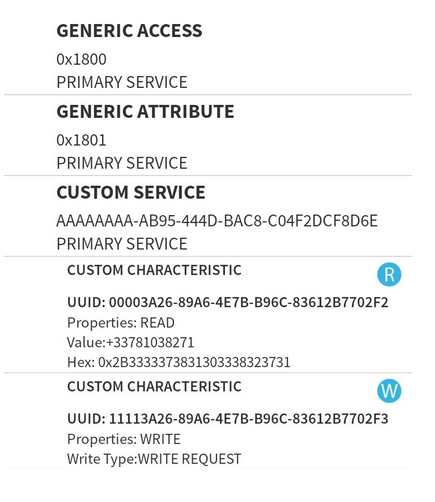 GENERIC ACCESS
0x1800
PRIMARY SERVICE
GENERIC ATTRIBUTE
0x1801
PRIMARY SERVICE
CUSTOM SERVICE
AAAAAAAA-AB95-444D-BAC8-C04F2DCF8D6E
PRIMARY SERVICE
CUSTOM CHARACTERISTIC
R
UUID: 00003A26-89A6-4E7B-B96C-83612B7702F2
Properties: READ
Value:+33781038271
Hex: 0x2B3333373831303338323731
CUSTOM CHARACTERISTIC
W
UUID: 11113A26-89A6-4E7B-B96C-83612B7702F3
Properties: WRITE
Write Type:WRITE REQUEST